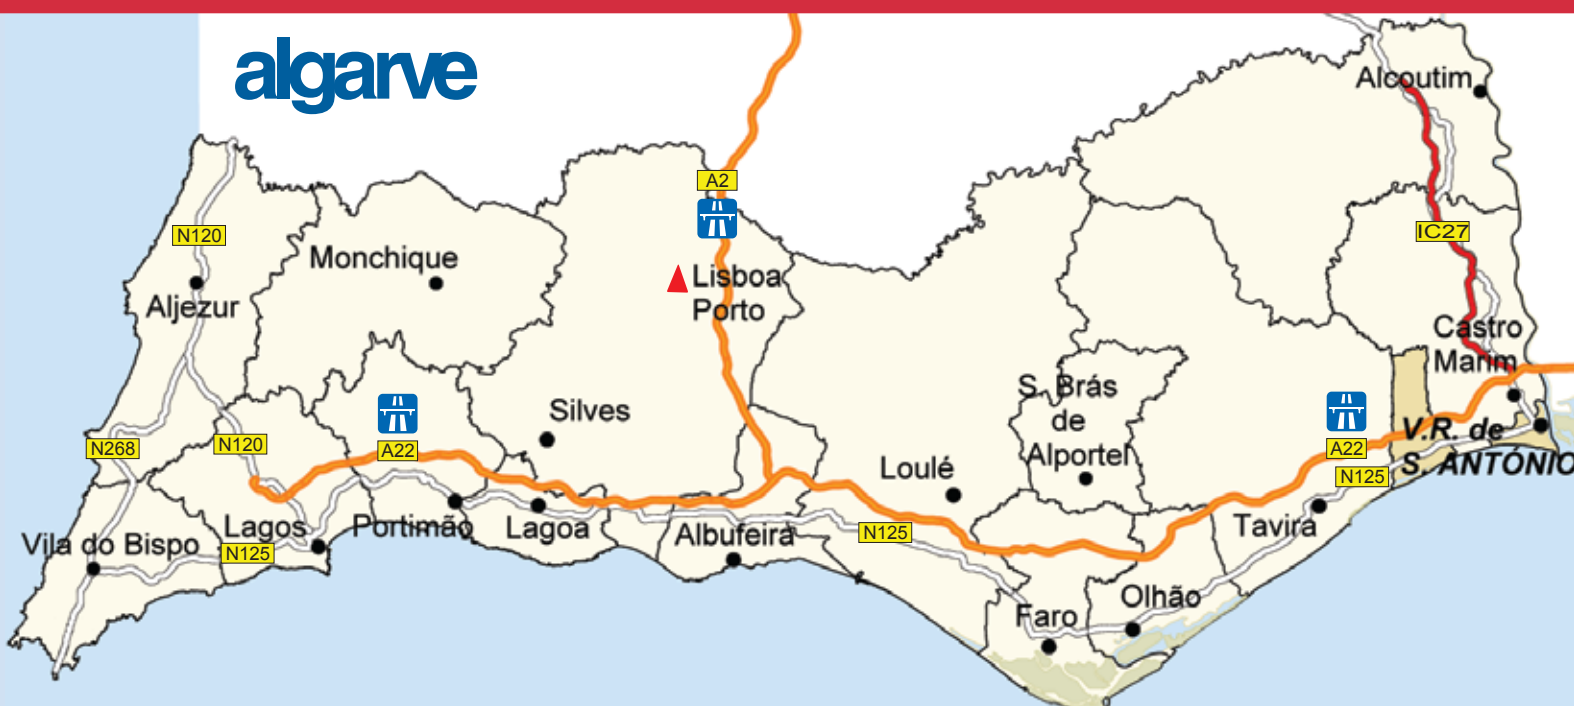 algarve
Alcoutim
A2
N120
IC27
Monchique
Lisboa
Porto
Aljezur
Castro
Marim
S. Brás
de
Alportel
Silves
N268
N120
A22
A22
V.R. de
S. ANTÓNIO
Loulé
N125
Lagos
Portimão
Lagoa
Albufeira
N125
Tavira
Vila do Bispo
N125
Olhão
Faro